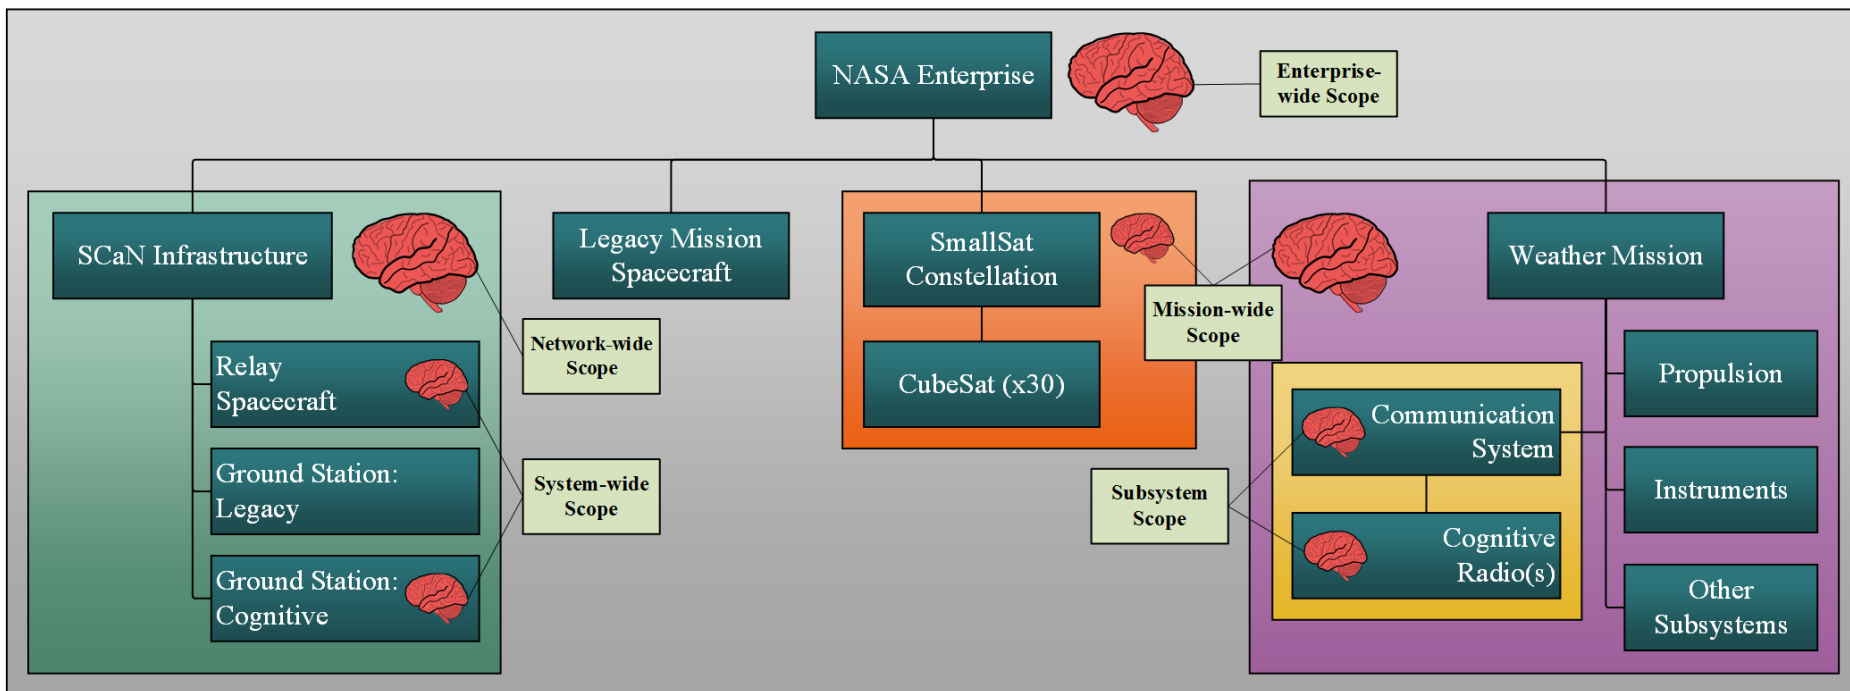 NASA Enterprise
Enterprise-
wide Scope
SCaN Infrastructure
Network-wide
Scope
Relay
Spacecraft
Ground Station:
Legacy
Ground Station:
Cognitive
System-wide
Scope
Legacy Mission
Spacecraft
SmallSat
Constellation
CubeSat (x30)
Mission-wide
Scope
Weather Mission
Propulsion
Communication
System
Instruments
Subsystem
Scope
Cognitive
Radio(s)
Other
Subsystems